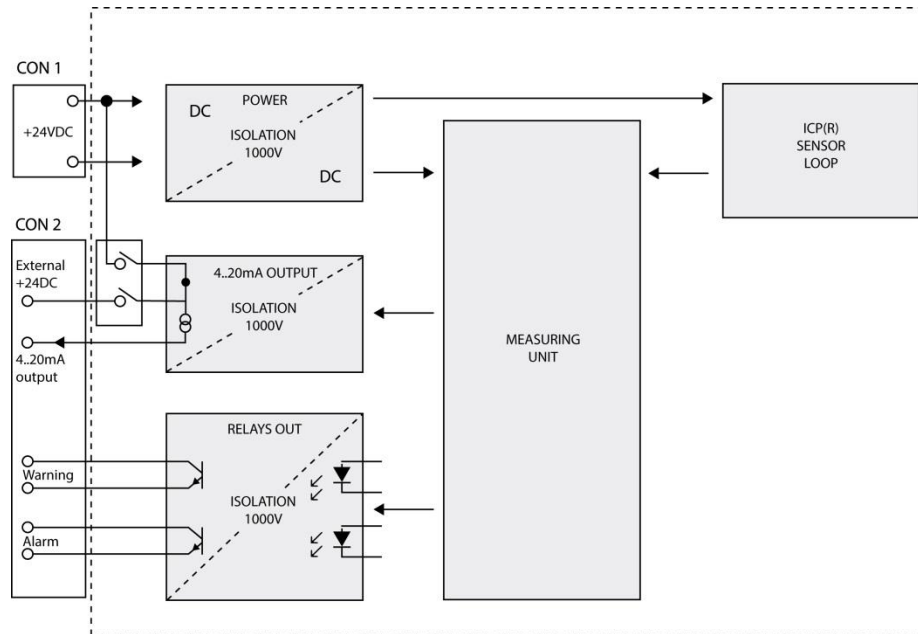 CON 1
+24VDC
DC
POWER
ISOLATION
1000V
DC
ICP(R)
SENSOR
LOOP
CON 2
External
+24DC
4..20mA
output
4..20mA OUTPUT
ISOLATION
1000V
MEASURING
UNIT
Warning
Alarm
RELAYS OUT
ISOLATION
1000V